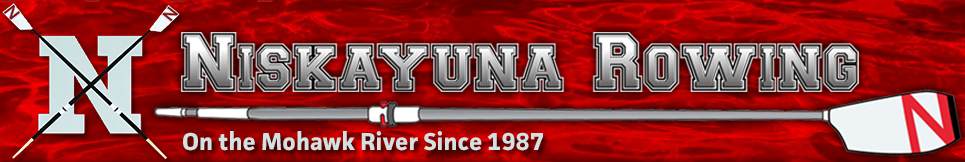 N
NISKAYUNA ROWING
N
On the Mohawk River Since 1987